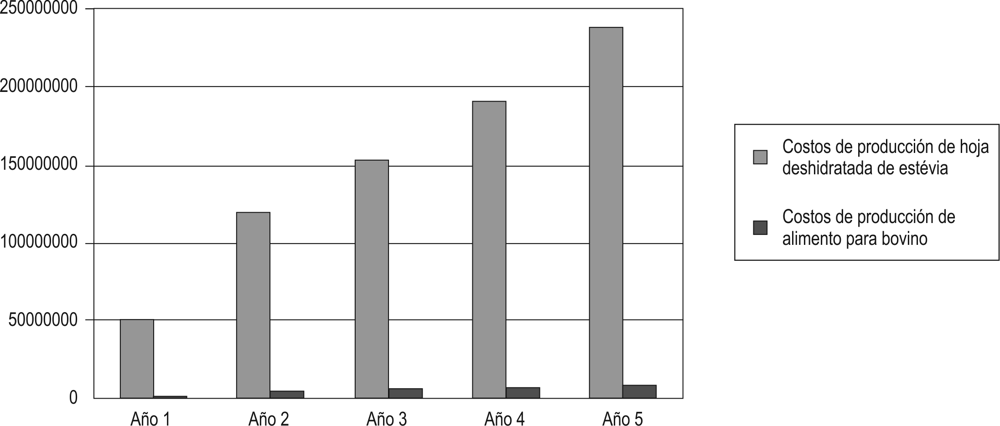 250000000
200000000
150000000
100000000
50000000
0
Año 1
Año 2
Año 3
Año 4
Año 5
Costos de producción de hoja
deshidratada de estévia
Costos de producción de
alimento para bovino